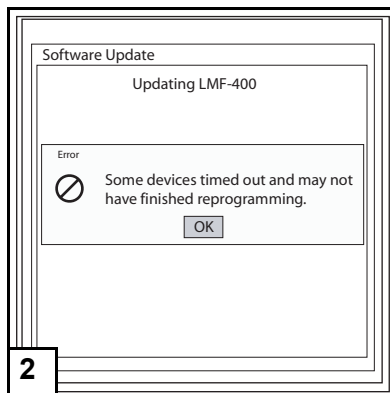 Software Update
Updating LMF-400
Error
Some devices timed out and may not
have finished reprogramming.
OK
2